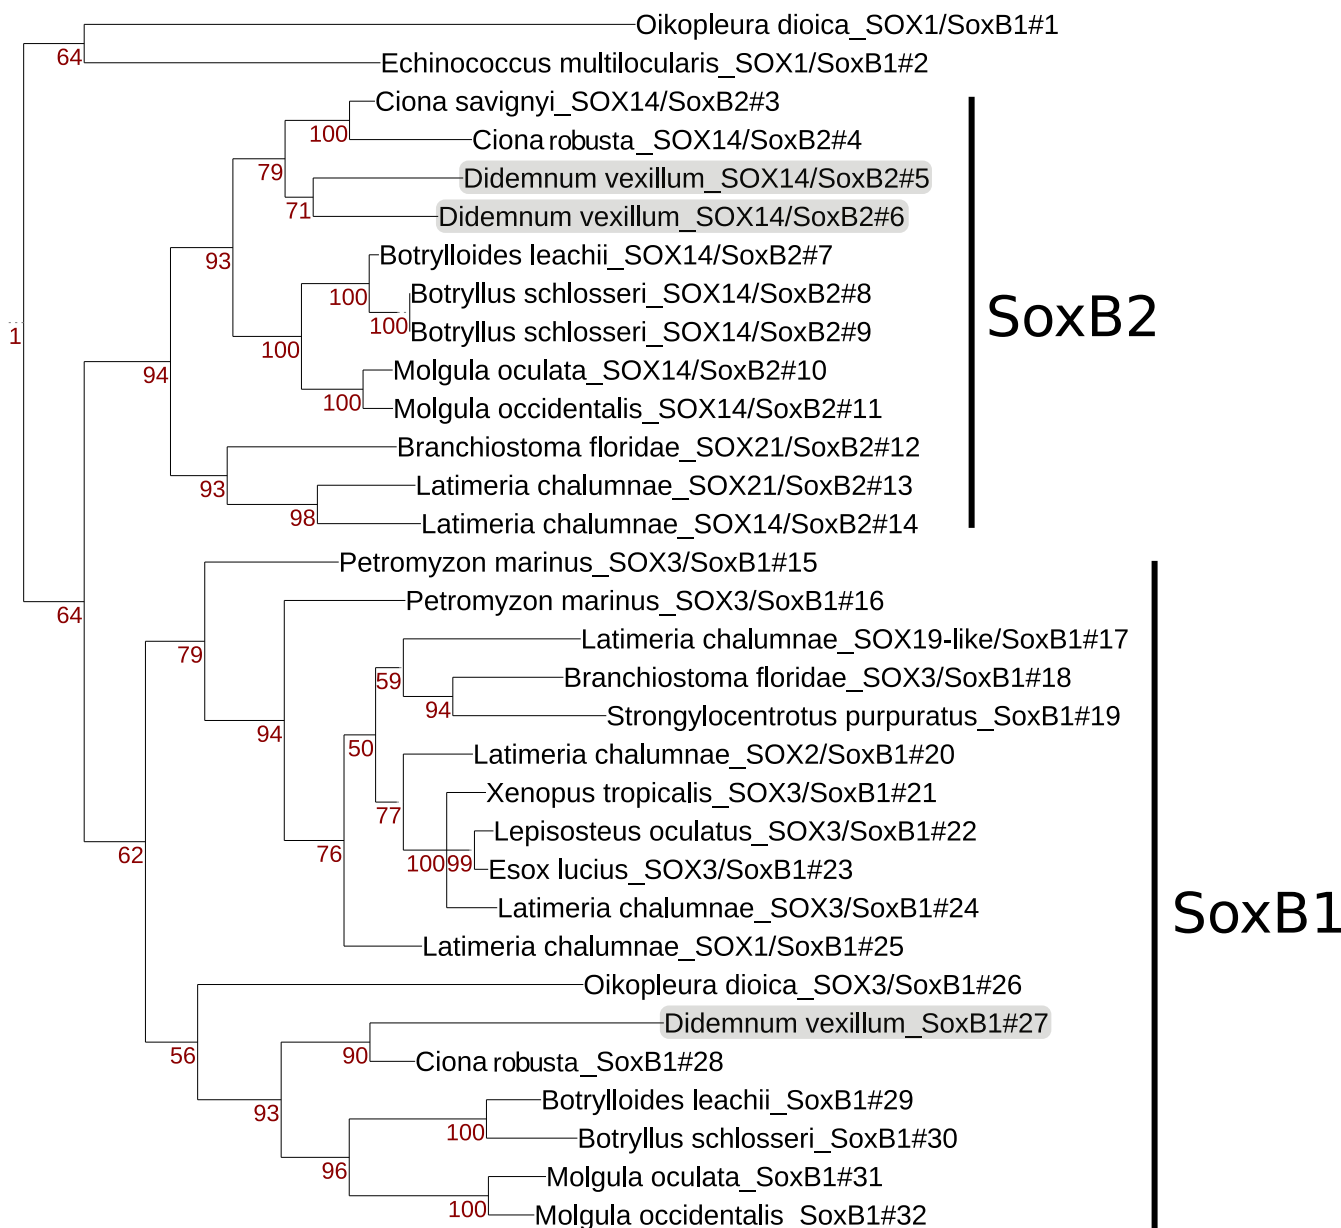 Oikopleura dioica_SOX1/SoxB1#1
64
Echinococcus multilocularis_SOX1/SoxB1#2
Ciona savignyi_SOX14/SoxB2#3
100
Ciona robusta_SOX14/SoxB2#4
79
Didemnum vexillum_SOX14/SoxB2#5
71
Didemnum vexillum_SOX14/SoxB2#6
93
Botrylloides leachii_SOX14/SoxB2#7
100
Botryllus schlosseri_SOX14/SoxB2#8
SoxB2
100
Botryllus schlosseri_SOX14/SoxB2#9
1
100
94
Molgula oculata_SOX14/SoxB2#10
100
Molgula occidentalis_SOX14/SoxB2#11
Branchiostoma floridae_SOX21/SoxB2#12
93
Latimeria chalumnae_SOX21/SoxB2#13
98
Latimeria chalumnae_SOX14/SoxB2#14
Petromyzon marinus_SOX3/SoxB1#15
64
Petromyzon marinus_SOX3/SoxB1#16
79
Latimeria chalumnae_SOX19-like/SoxB1#17
59
Branchiostoma floridae_SOX3/SoxB1#18
94
Strongylocentrotus purpuratus_SoxB1#19
94
50
Latimeria chalumnae_SOX2/SoxB1#20
Xenopus tropicalis_SOX3/SoxB1#21
77
Lepisosteus oculatus_SOX3/SoxB1#22
62
76
100
99
Esox lucius_SOX3/SoxB1#23
Latimeria chalumnae_SOX3/SoxB1#24
SoxB1
Latimeria chalumnae_SOX1/SoxB1#25
Oikopleura dioica_SOX3/SoxB1#26
Didemnum vexillum_SoxB1#27
56
90
Ciona robusta_SoxB1#28
Botrylloides leachii_SoxB1#29
93
100
Botryllus schlosseri_SoxB1#30
96
Molgula oculata_SoxB1#31
100
Molgula occidentalis_SoxB1#32